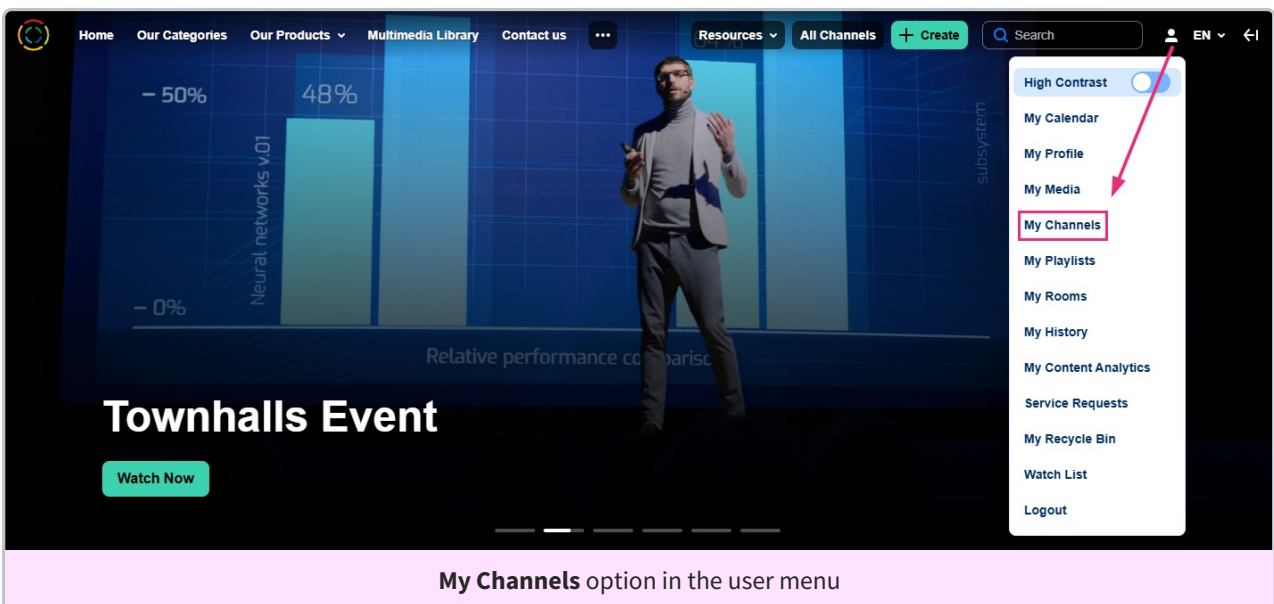 Home Our Categories Our Products Multimedia Library Contact us ••• Resources All Channels + Create Search EN
High Contrast
My Calendar
My Profile
My Media
My Channels
My Playlists
My Rooms
My History
My Content Analytics
Service Requests
My Recycle Bin
Watch List
Logout
– 50%
48%
64%
Neural networks v.01
subsystem
– 0%
Relative performance co paris
Townhalls Event
Watch Now
My Channels option in the user menu